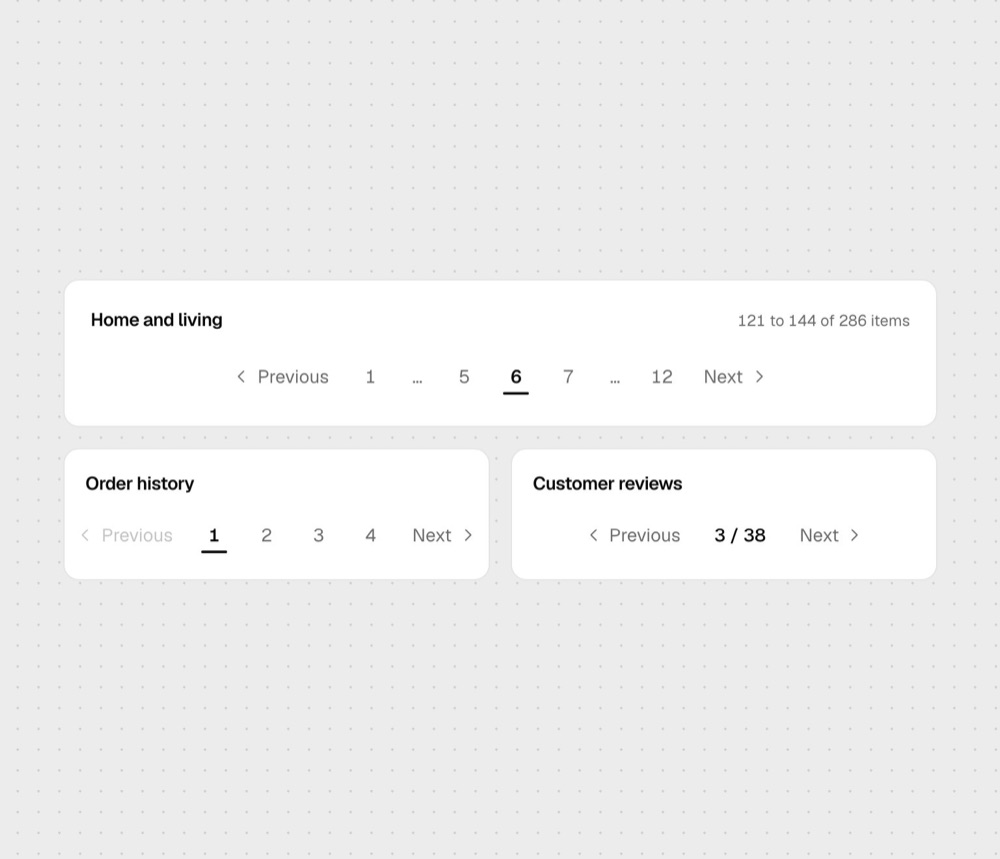 Home and living
121 to 144 of 286 items
Previous 1 ... 5 6 7 ... 12 Next
Order history
Previous 1 2 3 4 Next
Customer reviews
Previous 3 / 38 Next